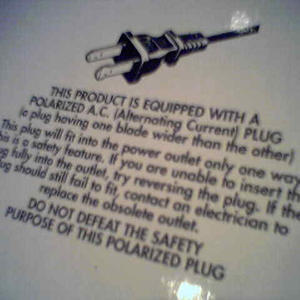 THIS PRODUCT IS EQUIPPED WITH A
POLARIZED A.C. (Alternating Current) PLUG
(a plug having one blade wider than the other)
This plug will fit into the power outlet only one way.
this is a safety feature. If you are unable to insert the
fully into the outlet, try reversing the plug. If the
should still fail to fit, contact an electrician to
replace the obsolete outlet.
DO NOT DEFEAT THE SAFETY
PURPOSE OF THIS POLARIZED PLUG